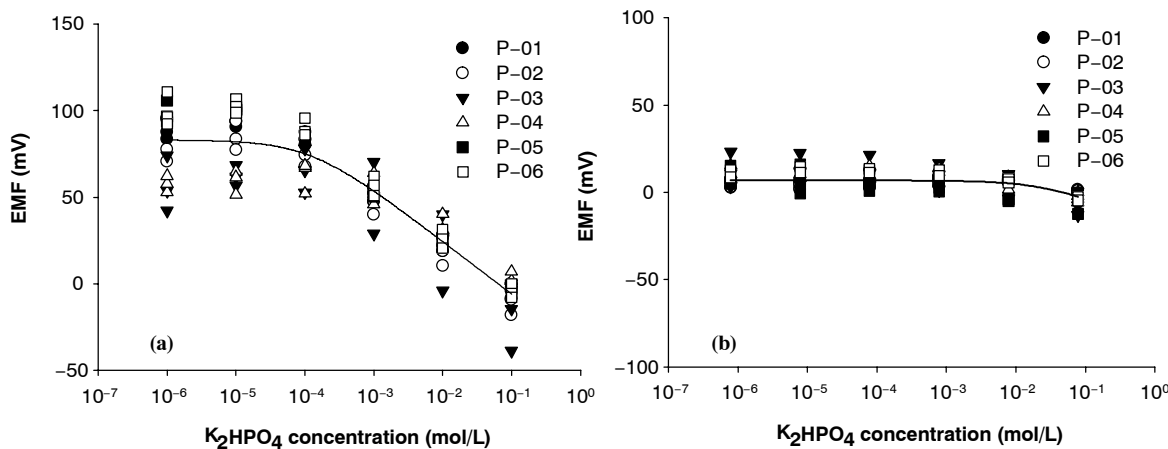 150
100
50
0
−50
EMF (mV)
P−01
P−02
P−03
P−04
P−05
P−06
(a)
10⁻⁷
10⁻⁶
10⁻⁵
10⁻⁴
10⁻³
10⁻²
10⁻¹
10⁰
K₂HPO₄ concentration (mol/L)
100
50
0
−50
−100
EMF (mV)
P−01
P−02
P−03
P−04
P−05
P−06
(b)
10⁻⁷
10⁻⁶
10⁻⁵
10⁻⁴
10⁻³
10⁻²
10⁻¹
10⁰
K₂HPO₄ concentration (mol/L)